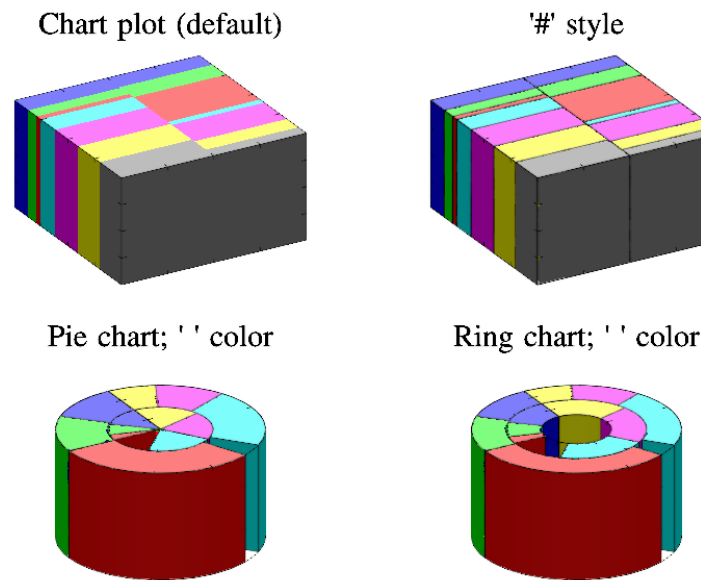 Chart plot (default)
'#' style
Pie chart; ' ' color
Ring chart; ' ' color